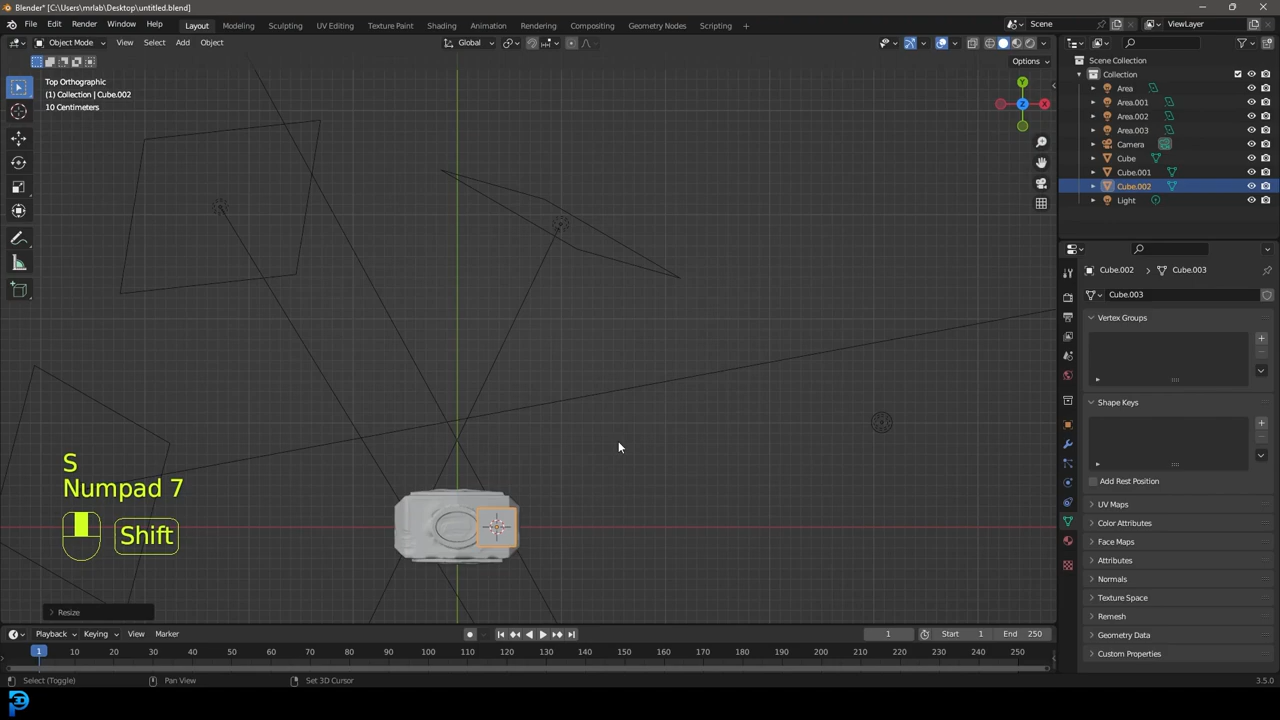 Blender* [C:\Users\mrlab\Desktop\untitled.blend]
File Edit Render Window Help Layout Modeling Sculpting UV Editing Texture Paint Shading Animation Rendering Compositing Geometry Nodes Scripting + Scene ViewLayer
Object Mode View Select Add Object Global
Options
Top Orthographic
(1) Collection | Cube.002
10 Centimeters
Y
Z
X
S
Numpad 7
Shift
Resize
Scene Collection
Collection
Area
Area.001
Area.002
Area.003
Camera
Cube
Cube.001
Cube.002
Light
Cube.002 Cube.003
Cube.003
Vertex Groups
Shape Keys
Add Rest Position
UV Maps
Color Attributes
Face Maps
Attributes
Normals
Texture Space
Remesh
Geometry Data
Custom Properties
Playback Keying View Marker 1 Start 1 End 250
1 10 20 30 40 50 60 70 80 90 100 110 120 130 140 150 160 170 180 190 200 210 220 230 240 250
Select (Toggle) Pan View Set 3D Cursor 3.5.0